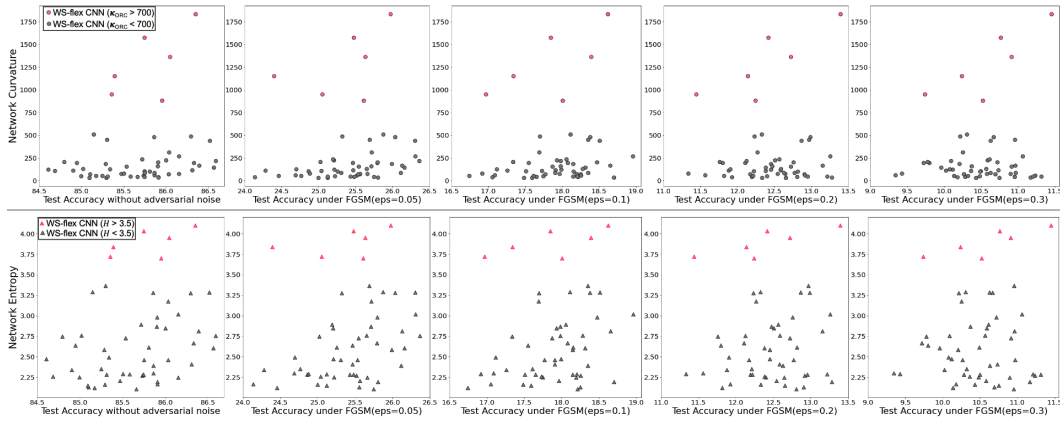 WS-flex CNN (κORC > 700)
WS-flex CNN (κORC < 700)
Network Curvature
1750
1500
1250
1000
750
500
250
0
84.5 85.0 85.5 86.0 86.5
Test Accuracy without adversarial noise
24.0 24.5 25.0 25.5 26.0 26.5
Test Accuracy under FGSM(eps=0.05)
16.5 17.0 17.5 18.0 18.5 19.0
Test Accuracy under FGSM(eps=0.1)
11.0 11.5 12.0 12.5 13.0 13.5
Test Accuracy under FGSM(eps=0.2)
9.0 9.5 10.0 10.5 11.0 11.5
Test Accuracy under FGSM(eps=0.3)
WS-flex CNN (H > 3.5)
WS-flex CNN (H < 3.5)
Network Entropy
4.00
3.75
3.50
3.25
3.00
2.75
2.50
2.25
84.5 85.0 85.5 86.0 86.5
Test Accuracy without adversarial noise
24.0 24.5 25.0 25.5 26.0 26.5
Test Accuracy under FGSM(eps=0.05)
16.5 17.0 17.5 18.0 18.5 19.0
Test Accuracy under FGSM(eps=0.1)
11.0 11.5 12.0 12.5 13.0 13.5
Test Accuracy under FGSM(eps=0.2)
9.0 9.5 10.0 10.5 11.0 11.5
Test Accuracy under FGSM(eps=0.3)